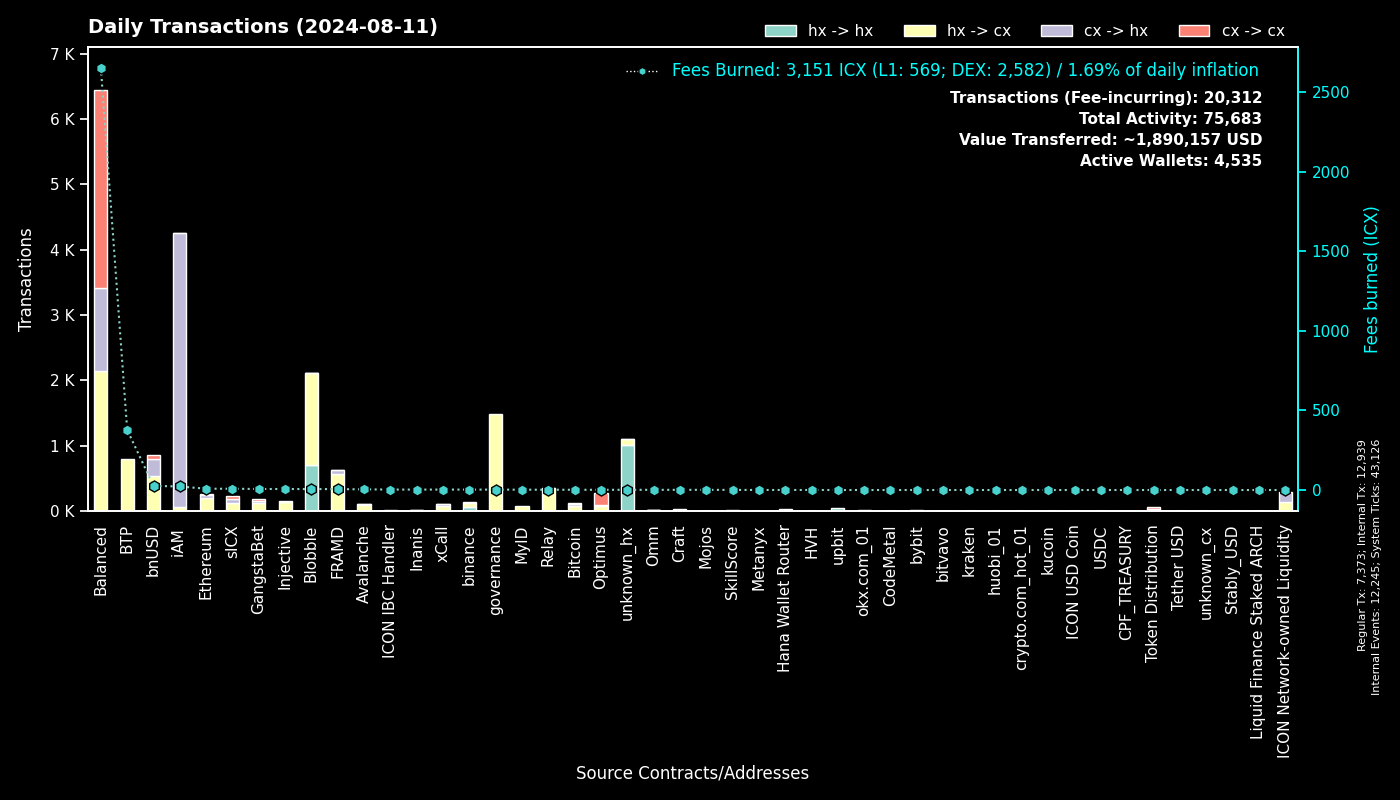 Daily Transactions (2024-08-11)
hx -> hx
hx -> cx
cx -> hx
cx -> cx
Fees Burned: 3,151 ICX (L1: 569; DEX: 2,582) / 1.69% of daily inflation
Transactions (Fee-incurring): 20,312
Total Activity: 75,683
Value Transferred: ~1,890,157 USD
Active Wallets: 4,535
Transactions
7 K
6 K
5 K
4 K
3 K
2 K
1 K
0 K
2500
2000
1500
1000
500
0
Fees burned (ICX)
Regular Tx: 7,373; Internal Tx: 12,939
Internal Events: 12,245; System Ticks: 43,126
Balanced
BTP
bnUSD
iAM
Ethereum
sICX
GangstaBet
Injective
Blobble
FRAMD
Avalanche
ICON IBC Handler
Inanis
xCall
binance
governance
MyID
Relay
Bitcoin
Optimus
unknown_hx
Omm
Craft
Mojos
SkillScore
Metanyx
Hana Wallet Router
HVH
upbit
okx.com_01
CodeMetal
bybit
bitvavo
kraken
huobi_01
crypto.com_hot_01
kucoin
ICON USD Coin
USDC
CPF_TREASURY
Token Distribution
Tether USD
unknown_cx
Stably_USD
Liquid Finance Staked ARCH
ICON Network-owned Liquidity
Source Contracts/Addresses